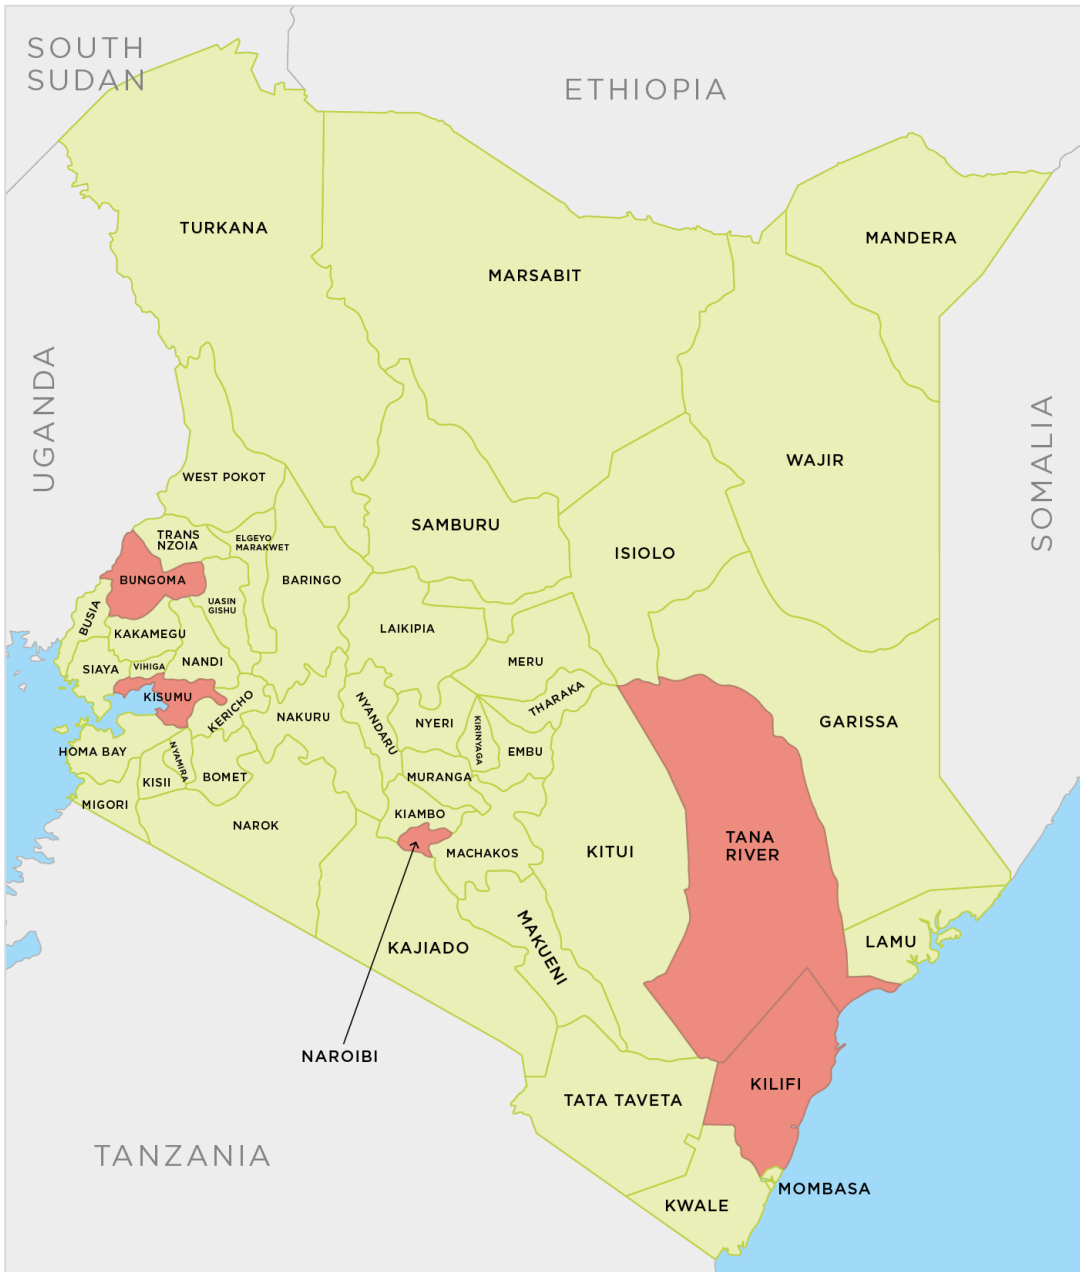 SOUTH
SUDAN
ETHIOPIA
TURKANA
MANDERA
MARSABIT
UGANDA
SOMALIA
WAJIR
WEST POKOT
SAMBURU
TRANS
NZOIA
ELGEYO
MARAKWET
ISIOLO
BUNGOMA
BARINGO
UASIN
GISHU
BUSIA
KAKAMEGU
LAIKIPIA
SIAYA
VIHIGA
NANDI
MERU
KISUMU
THARAKA
KERICHO
NAKURU
NYANDARU
NYERI
KIRINYAGA
GARISSA
HOMA BAY
NYAMIRA
EMBU
KISII
BOMET
MURANGA
MIGORI
KIAMBO
NAROK
TANA
RIVER
MACHAKOS
KITUI
MAKUENI
KAJIADO
LAMU
NAROIBI
KILIFI
TATA TAVETA
TANZANIA
MOMBASA
KWALE